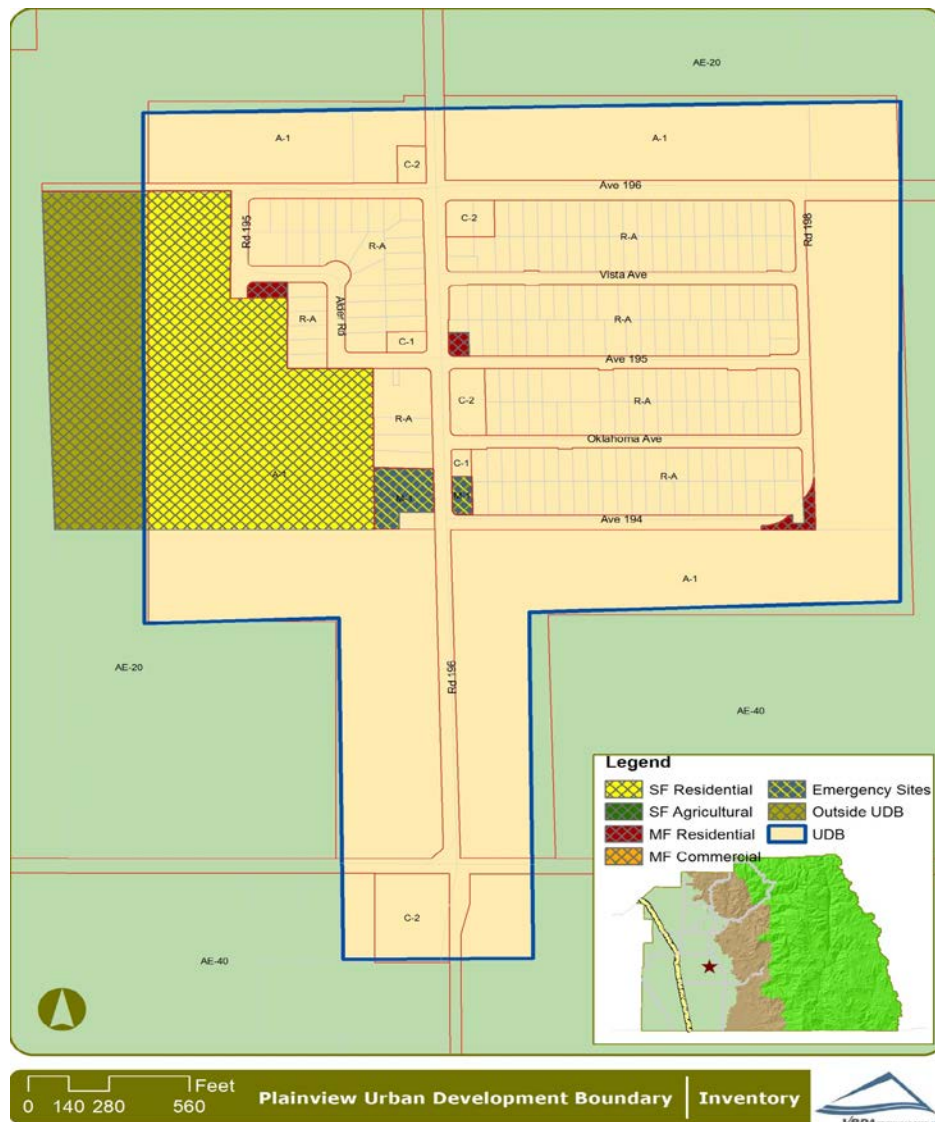 AE-20
A-1
A-1
C-2
Ave 196
C-2
Rd 195
R-A
R-A
Rd 198
Vista Ave
R-A
Alder Rd
R-A
C-1
Ave 195
C-2
R-A
R-A
Oklahoma Ave
C-1
A-1
R-A
M-1
M-1
Ave 194
A-1
AE-20
Rd 196
AE-40
Legend
SF Residential
Emergency Sites
SF Agricultural
Outside UDB
MF Residential
UDB
MF Commercial
C-2
AE-40
Feet
0 140 280 560
Plainview Urban Development Boundary | Inventory